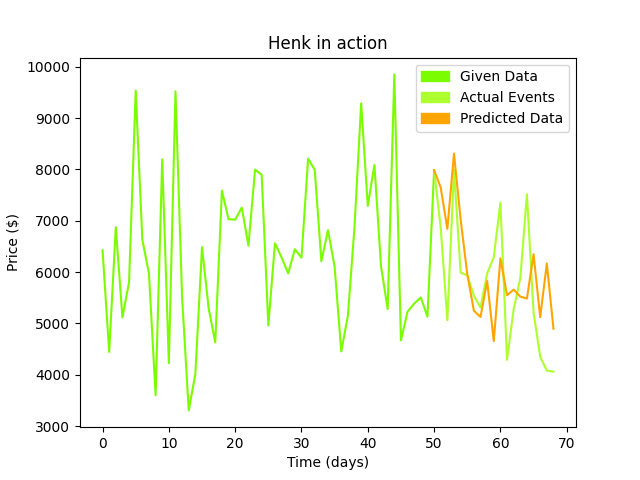 Henk in action
Given Data
Actual Events
Predicted Data
10000
9000
8000
7000
6000
5000
4000
3000
Price ($)
0 10 20 30 40 50 60 70
Time (days)